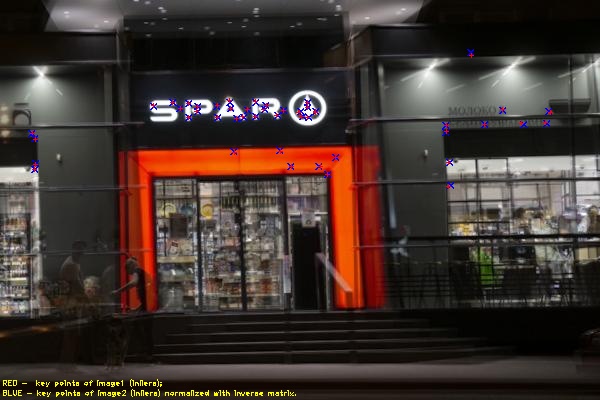 SPAR
МОЛОКО
RED - key points of image1 (inliers);
BLUE - key points of image2 (inliers) normalized with inverse matrix.